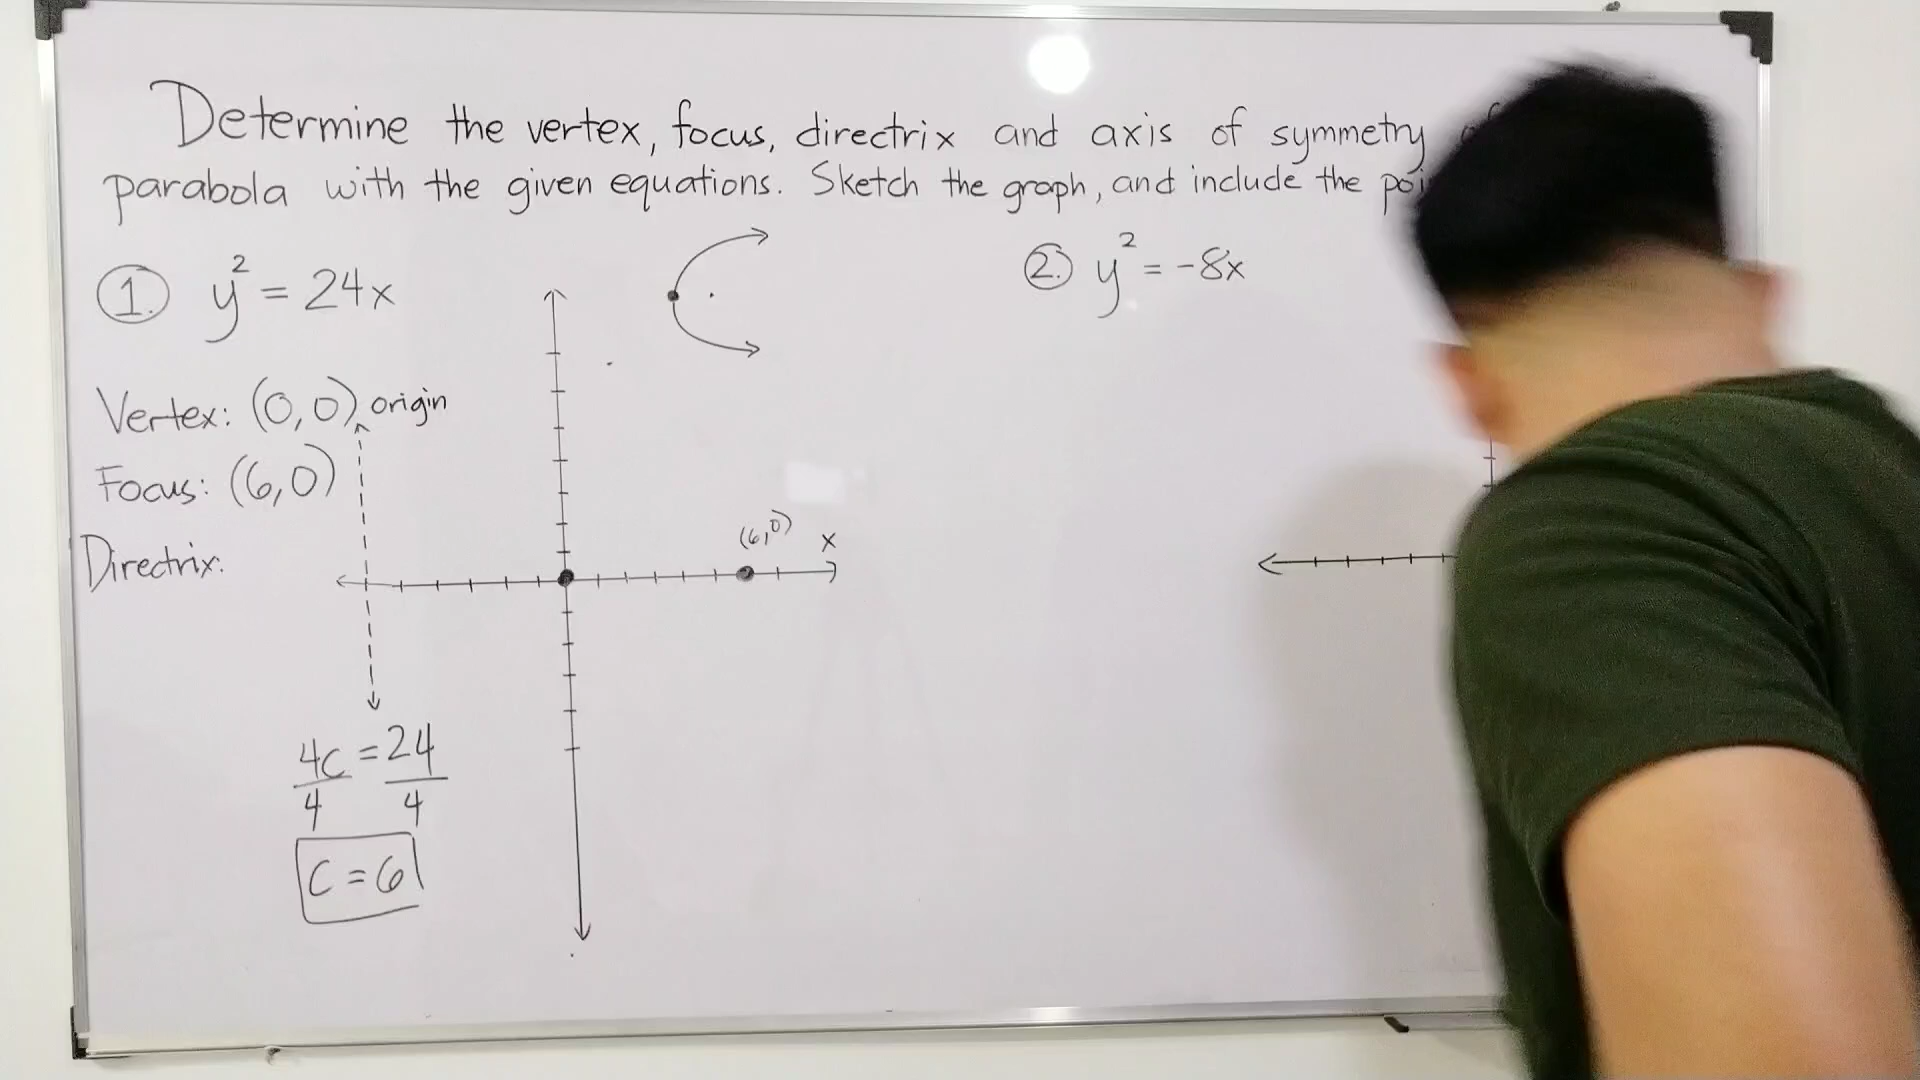 Determine the vertex, focus, directrix and axis of symmetry
parabola with the given equations. Sketch the graph, and include the
1. y² = 24x
2. y² = -8x
Vertex: (0,0) origin
Focus: (6,0)
Directrix:
(6,0) x
4c = 24
4 4
c = 6